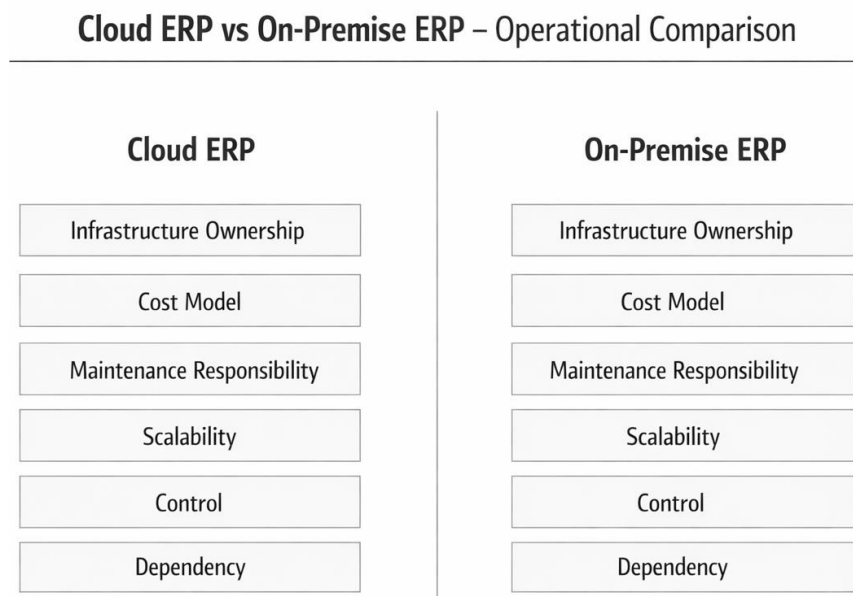 Cloud ERP vs On-Premise ERP – Operational Comparison
Cloud ERP
Infrastructure Ownership
Cost Model
Maintenance Responsibility
Scalability
Control
Dependency
On-Premise ERP
Infrastructure Ownership
Cost Model
Maintenance Responsibility
Scalability
Control
Dependency